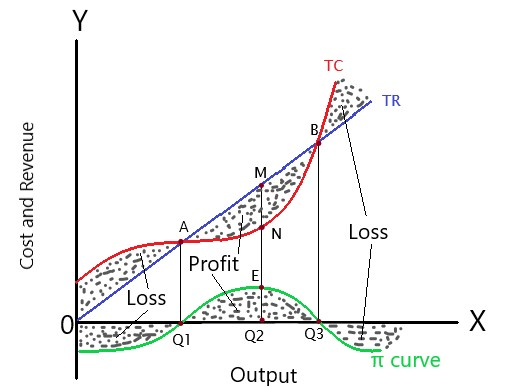 Y
TC
TR
B
M
A
N
Cost and Revenue
Profit
Loss
E
Loss
0
X
Q1
Q2
Q3
π curve
Output